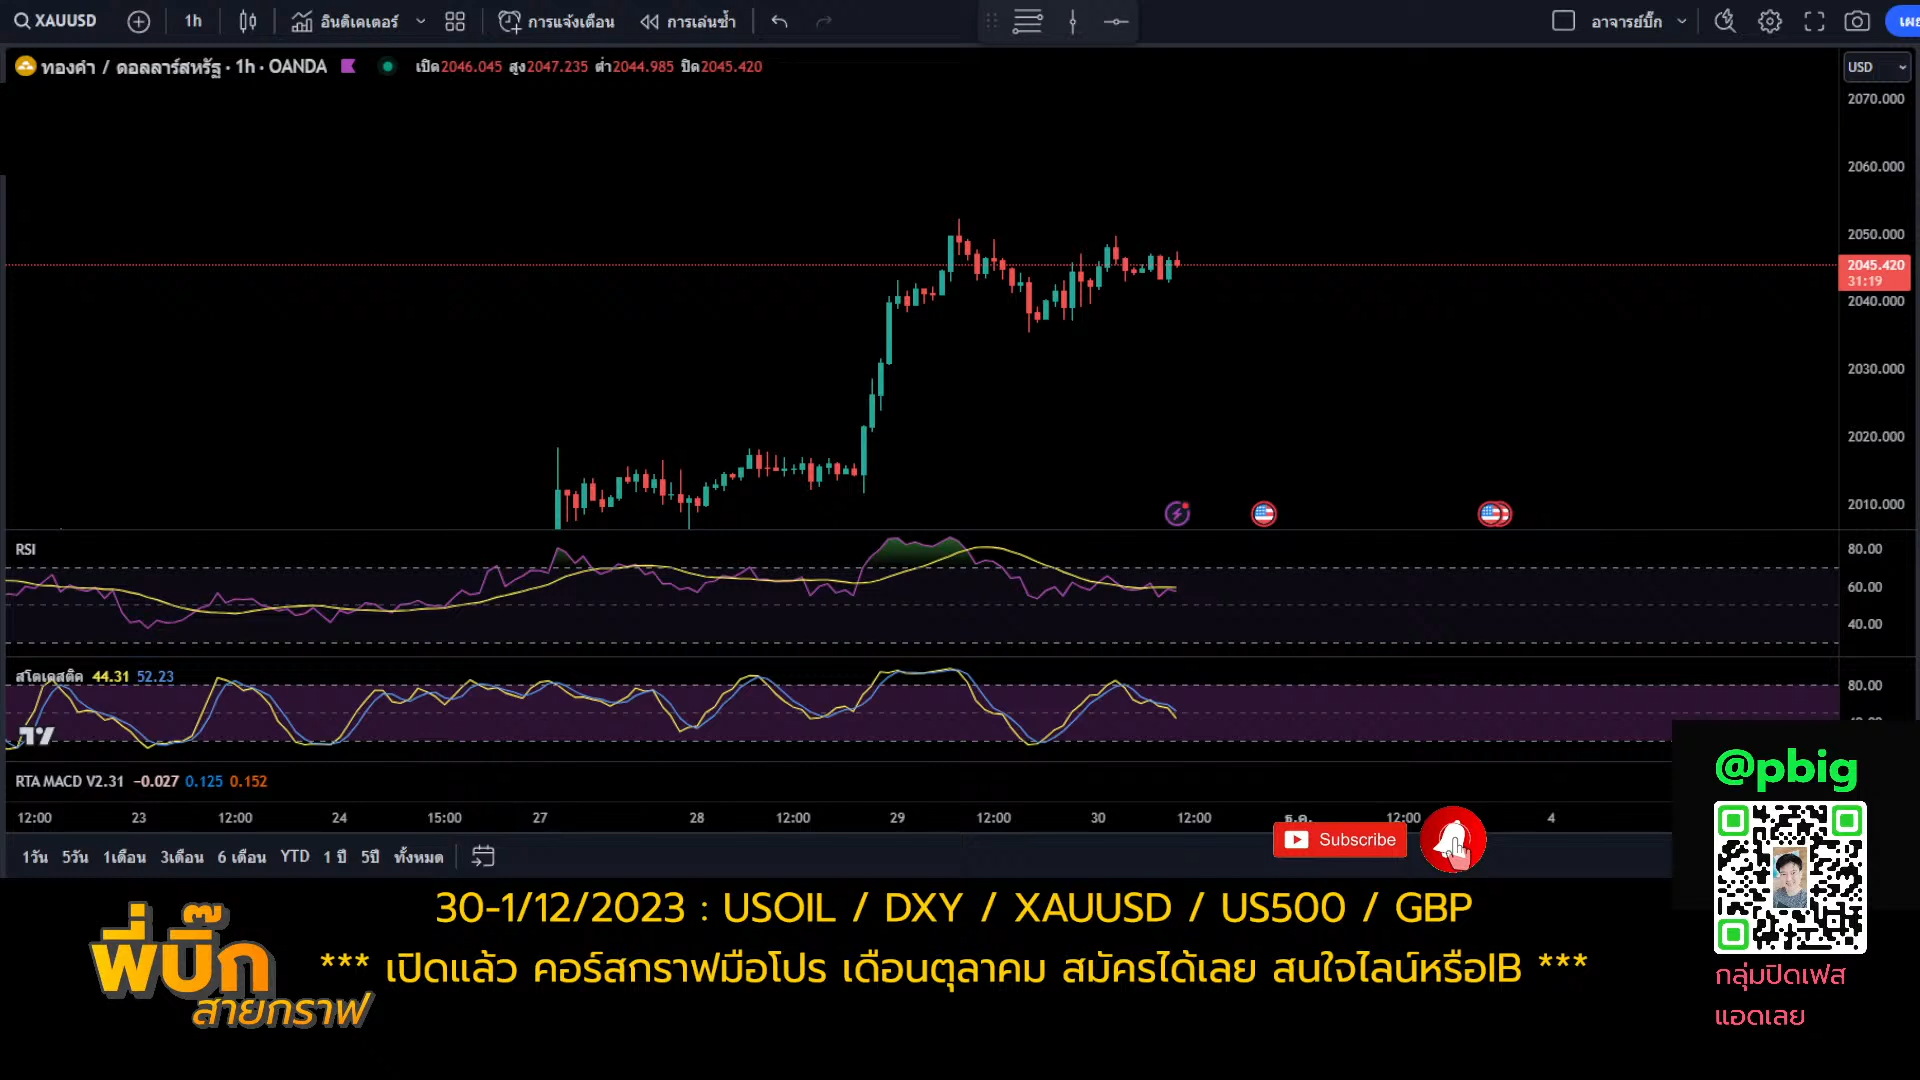 XAUUSD 1h อินดิเคเตอร์ การแจ้งเตือน การเล่นซ้ำ อาจารย์บิ๊ก เผย
ทองคำ / ดอลลาร์สหรัฐ · 1h · OANDA เปิด2046.045 สูง2047.235 ต่ำ2044.985 ปิด2045.420
USD
2070.000
2060.000
2050.000
2045.420
31:19
2040.000
2030.000
2020.000
2010.000
RSI
80.00
60.00
40.00
สโตแคสติค 44.31 52.23
80.00
RTA MACD V2.31 −0.027 0.125 0.152
12:00 23 12:00 24 15:00 27 28 12:00 29 12:00 30 12:00 ธ.ค. 12:00 4
1วัน 5วัน 1เดือน 3เดือน 6 เดือน YTD 1 ปี 5ปี ทั้งหมด
Subscribe
@pbig
30-1/12/2023 : USOIL / DXY / XAUUSD / US500 / GBP
*** เปิดแล้ว คอร์สกราฟมือโปร เดือนตุลาคม สมัครได้เลย สนใจไลน์หรือIB ***
พี่บิ๊ก
สายกราฟ
กลุ่มปิดเฟส
แอดเลย